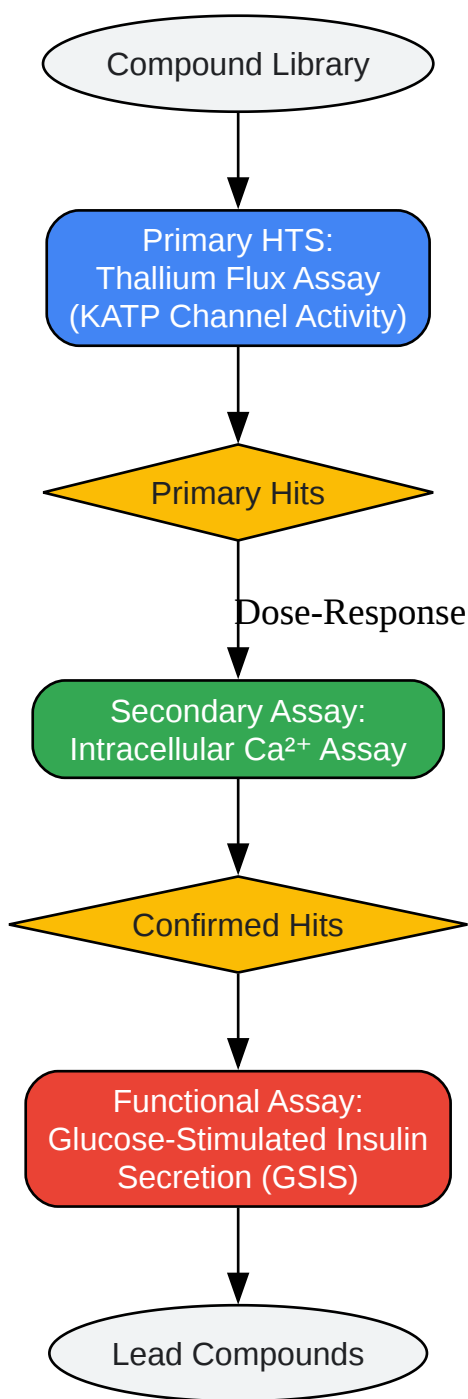 Compound Library
Primary HTS:
Thallium Flux Assay
(KATP Channel Activity)
Primary Hits
Dose-Response
Secondary Assay:
Intracellular Ca²⁺ Assay
Confirmed Hits
Functional Assay:
Glucose-Stimulated Insulin
Secretion (GSIS)
Lead Compounds